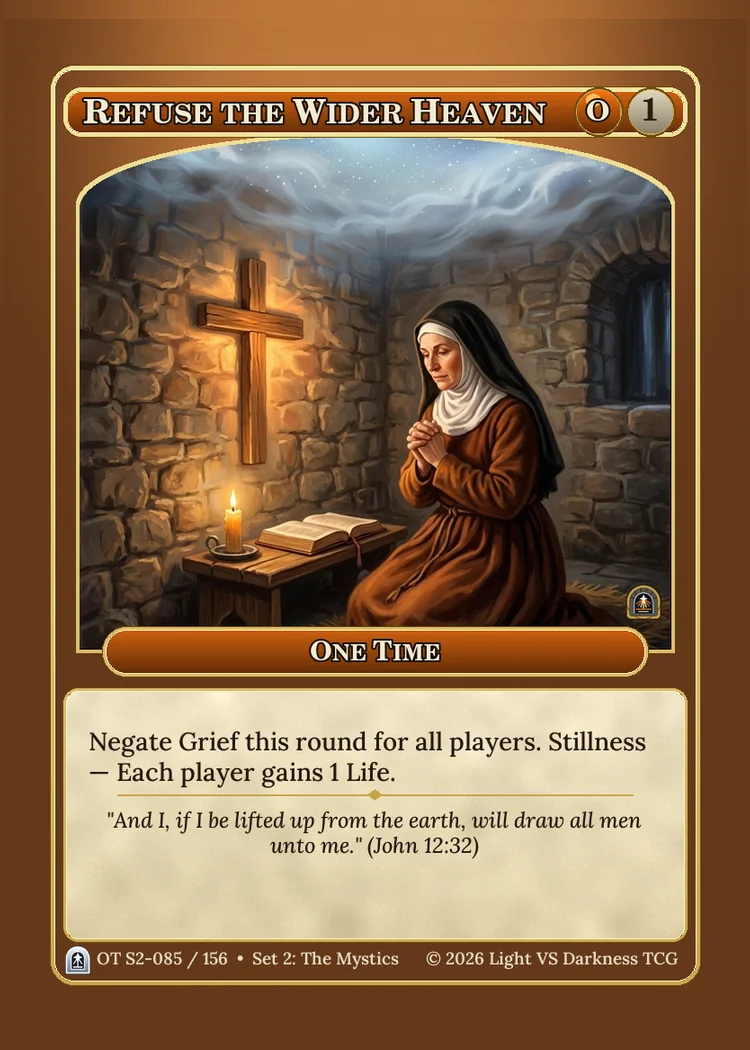 Refuse the Wider Heaven O 1
One Time
Negate Grief this round for all players. Stillness
— Each player gains 1 Life.
"And I, if I be lifted up from the earth, will draw all men
unto me." (John 12:32)
OT S2-085 / 156 • Set 2: The Mystics © 2026 Light VS Darkness TCG